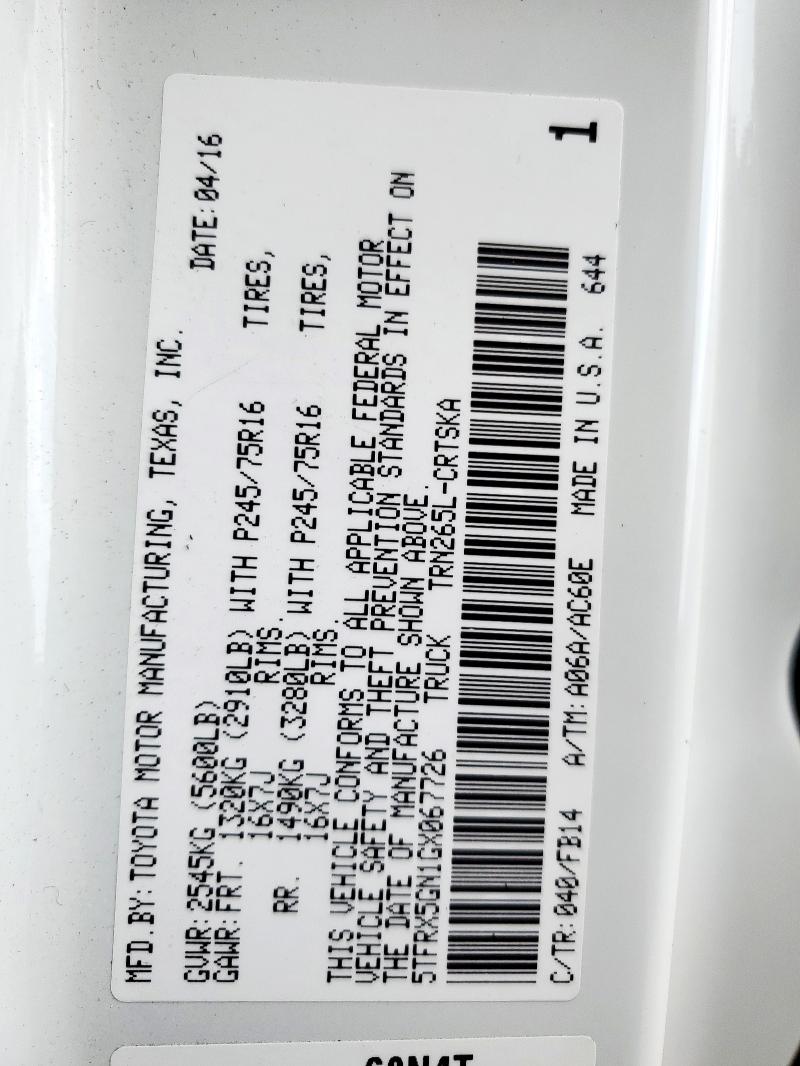 MFD.BY: TOYOTA MOTOR MANUFACTURING, TEXAS, INC.
DATE: 04/16
GVWR: 2545KG (5600LB)
GAWR: FRT. 1320KG (2910LB) WITH P245/75R16 TIRES,
16X7J RIMS.
RR. 1490KG (3280LB) WITH P245/75R16 TIRES,
16X7J RIMS.
THIS VEHICLE CONFORMS TO ALL APPLICABLE FEDERAL MOTOR
VEHICLE SAFETY AND THEFT PREVENTION STANDARDS IN EFFECT ON
THE DATE OF MANUFACTURE SHOWN ABOVE.
5TFRX5GN1GX067726 TRUCK TRN265L-CRTSKA
1
C/TR: 040/FB14 A/TM: A06A/AC60E MADE IN U.S.A. 644